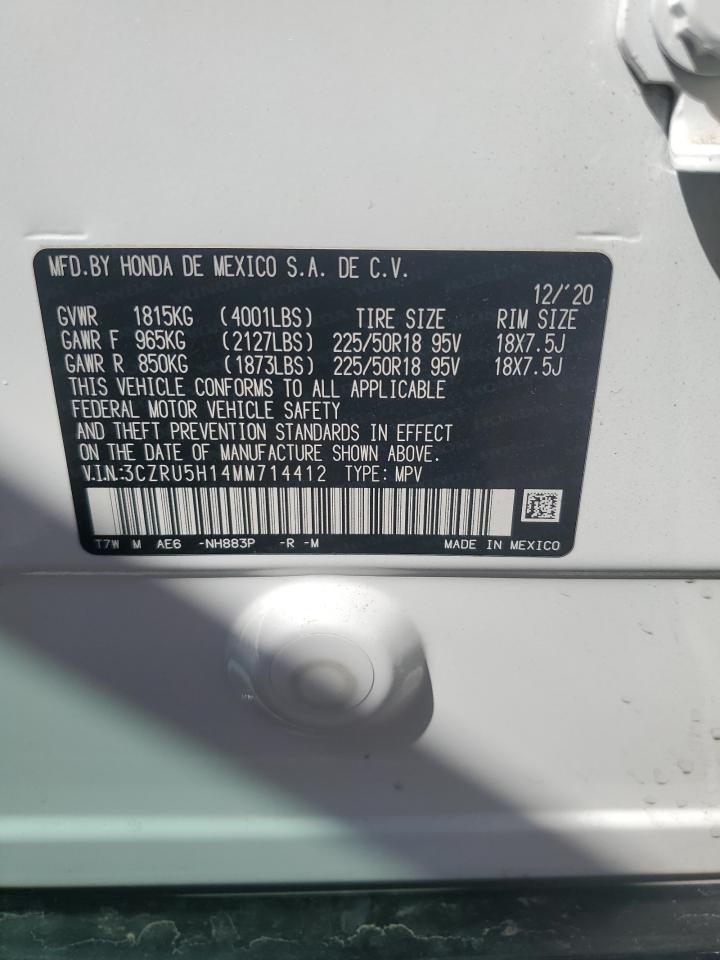 MFD.BY HONDA DE MEXICO S.A. DE C.V.
12/'20
GVWR 1815KG (4001LBS) TIRE SIZE RIM SIZE
GAWR F 965KG (2127LBS) 225/50R18 95V 18X7.5J
GAWR R 850KG (1873LBS) 225/50R18 95V 18X7.5J
THIS VEHICLE CONFORMS TO ALL APPLICABLE
FEDERAL MOTOR VEHICLE SAFETY
AND THEFT PREVENTION STANDARDS IN EFFECT
ON THE DATE OF MANUFACTURE SHOWN ABOVE.
V.I.N.:3CZRU5H14MM714412 TYPE: MPV
T7W M AE6 -NH883P -R -M MADE IN MEXICO